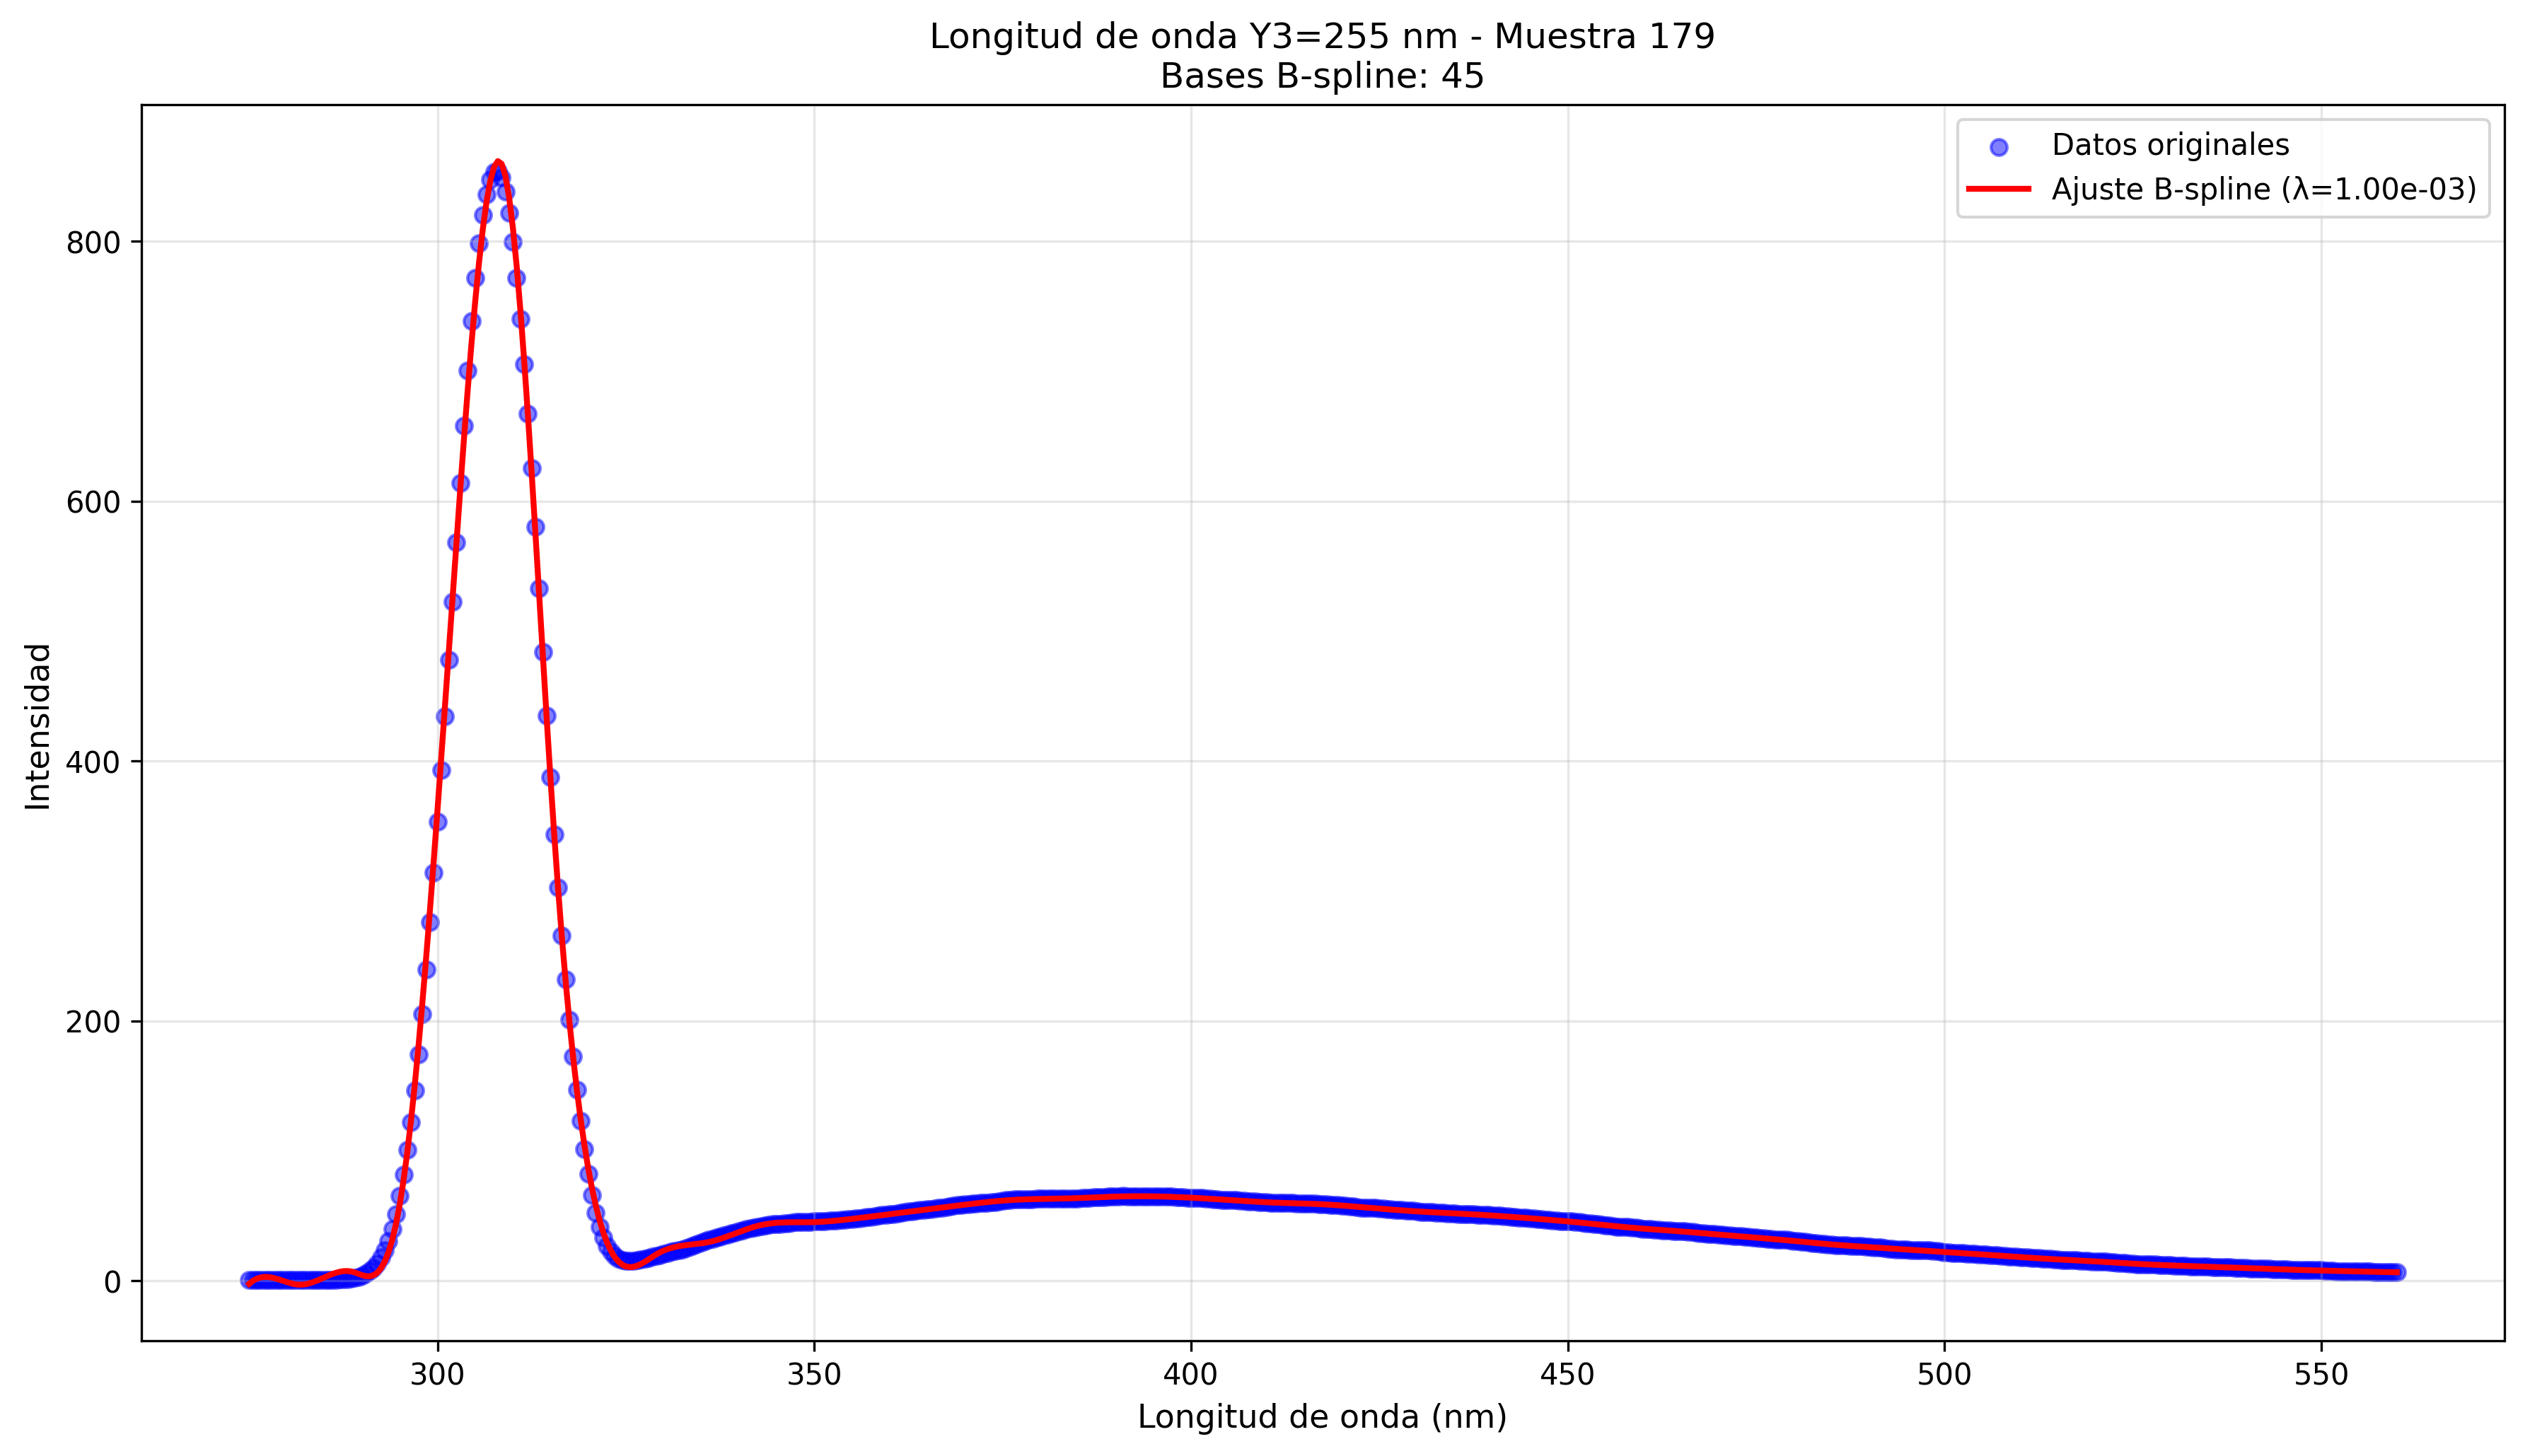 Longitud de onda Y3=255 nm - Muestra 179
Bases B-spline: 45
Datos originales
Ajuste B-spline (λ=1.00e-03)
Intensidad
800
600
400
200
0
300
350
400
450
500
550
Longitud de onda (nm)